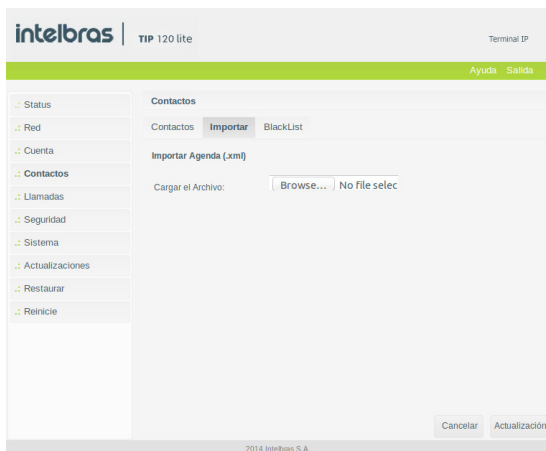 intelbras | TIP 120 lite
Terminal IP
Ayuda Salida
.: Status
.: Red
.: Cuenta
.: Contactos
.: Llamadas
.: Seguridad
.: Sistema
.: Actualizaciones
.: Restaurar
.: Reinicie
Contactos
Contactos Importar BlackList
Importar Agenda (.xml)
Cargar el Archivo: Browse... No file selec
Cancelar Actualización
2014 Intelbras S.A.